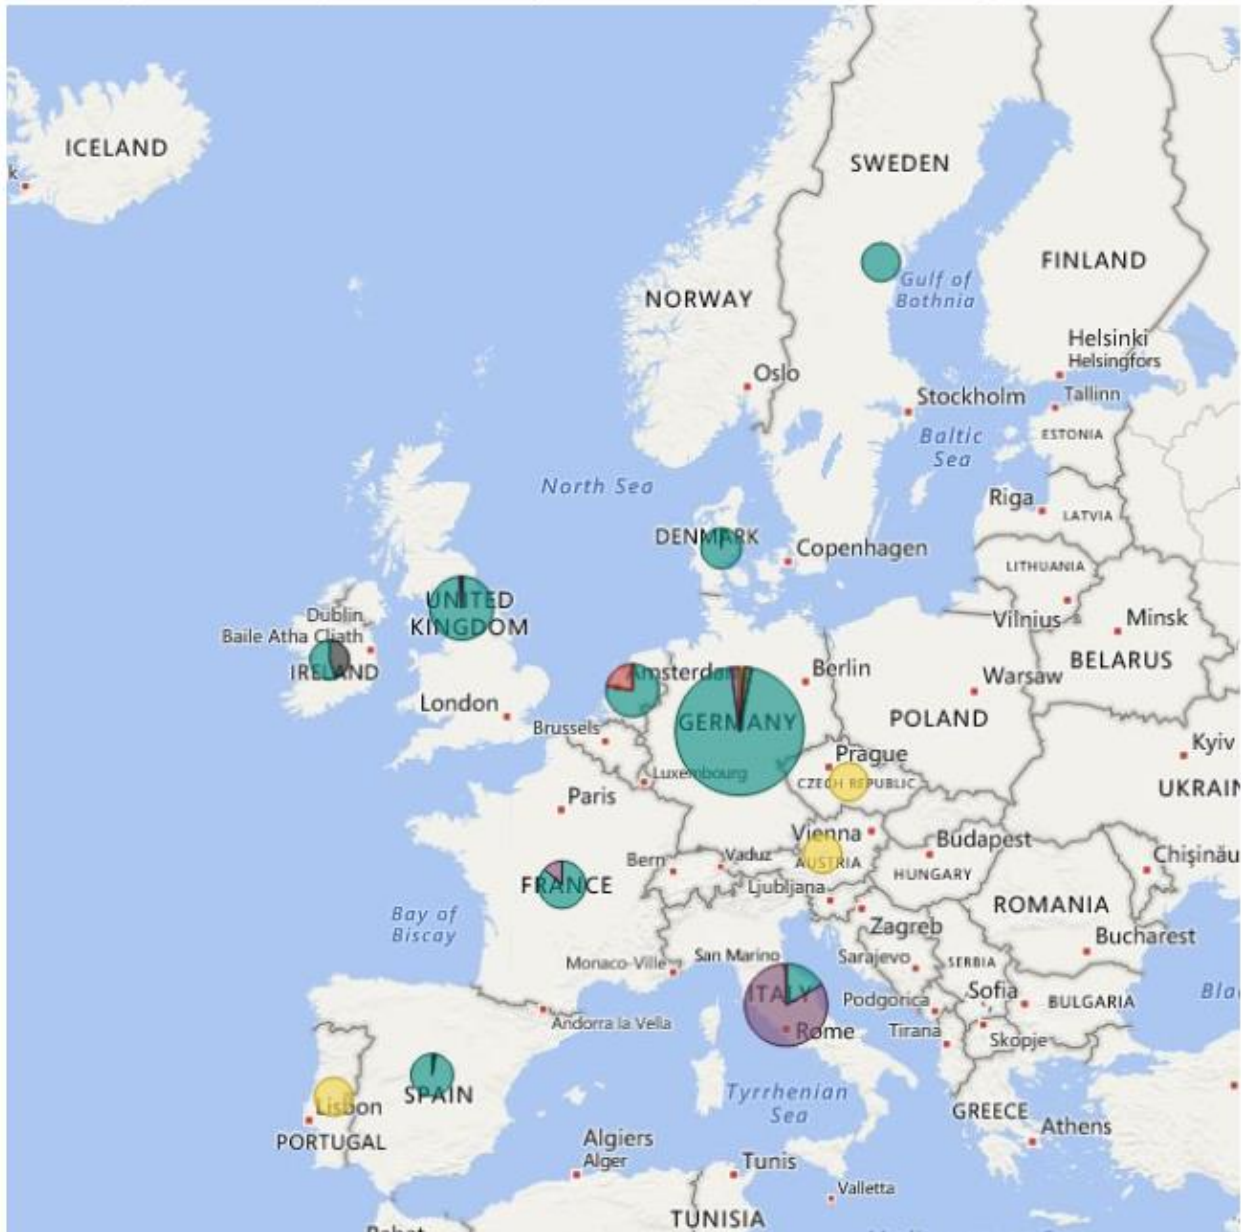 ICELAND
k
SWEDEN
FINLAND
Gulf of
Bothnia
NORWAY
Helsinki
Helsingfors
Oslo
Stockholm
Tallinn
Baltic
Sea
ESTONIA
North Sea
Riga
LATVIA
DENMARK
Copenhagen
LITHUANIA
UNITED
KINGDOM
Dublin
Baile Atha Cliath
IRELAND
Vilnius
Minsk
BELARUS
Amsterdam
Berlin
Warsaw
London
GERMANY
POLAND
Brussels
Kyiv
Prague
Luxembourg
CZECH REPUBLIC
UKRAIN
Paris
Vienna
Budapest
Bern
Vaduz
AUSTRIA
Chişinău
FRANCE
Ljubljana
HUNGARY
ROMANIA
Bay of
Biscay
Zagreb
Bucharest
Monaco-Ville
San Marino
Sarajevo
SERBIA
ITALY
Podgorica
Sofia
BULGARIA
Blac
Andorra la Vella
Rome
Tirana
Skopje
SPAIN
Tyrrhenian
Sea
Lisbon
GREECE
PORTUGAL
Athens
Algiers
Alger
Tunis
Valletta
TUNISIA
Rabat